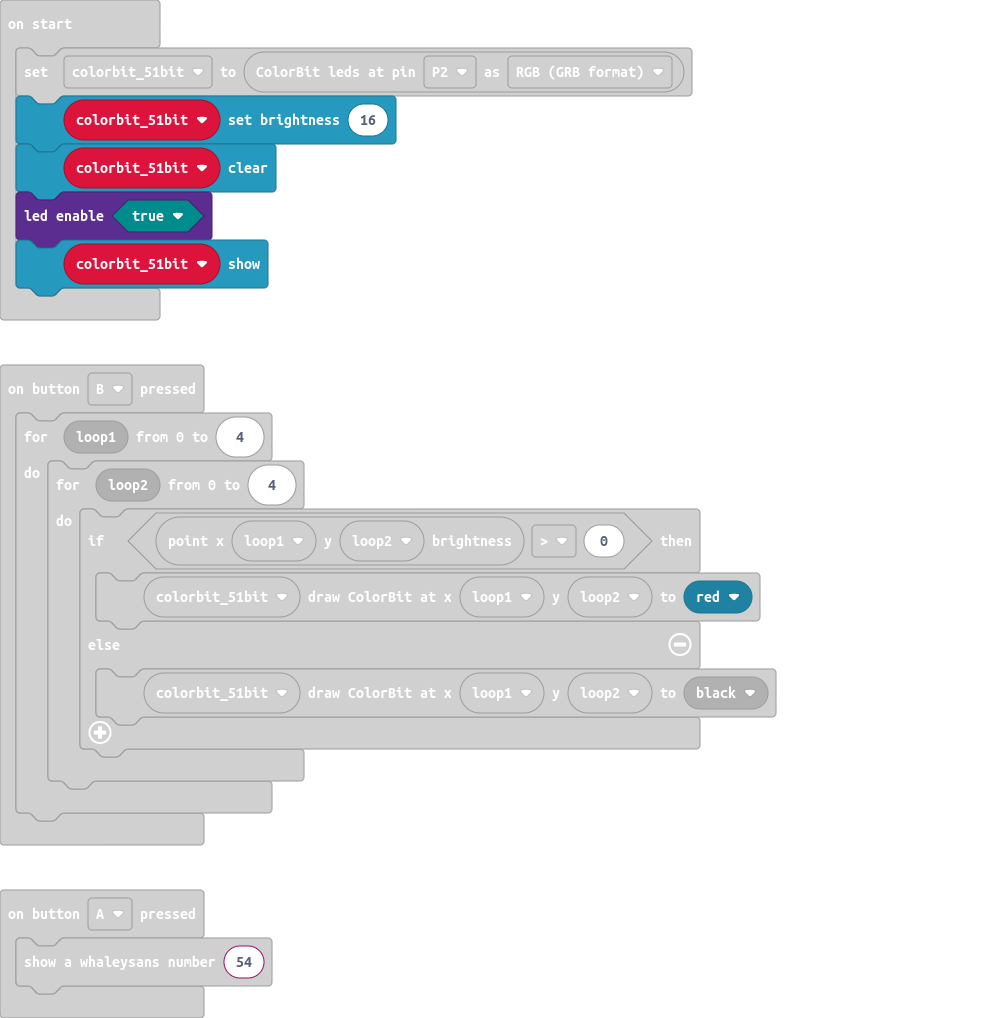 on start
set colorbit_51bit to ColorBit leds at pin P2 as RGB (GRB format)
colorbit_51bit set brightness 16
colorbit_51bit clear
led enable true
colorbit_51bit show
on button B pressed
for loop1 from 0 to 4
do
for loop2 from 0 to 4
do
if point x loop1 y loop2 brightness > 0 then
colorbit_51bit draw ColorBit at x loop1 y loop2 to red
else
colorbit_51bit draw ColorBit at x loop1 y loop2 to black
on button A pressed
show a whaleysans number 54